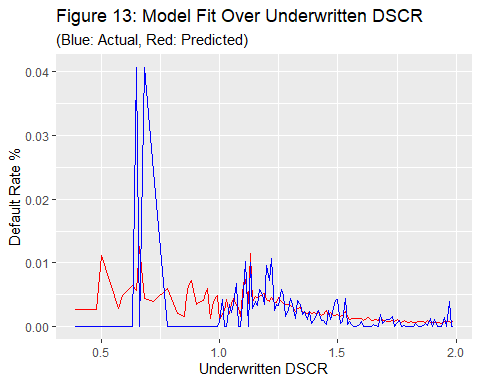 Figure 13: Model Fit Over Underwritten DSCR
(Blue: Actual, Red: Predicted)
0.04
0.03
0.02
0.01
0.00
Default Rate %
0.5
1.0
1.5
2.0
Underwritten DSCR